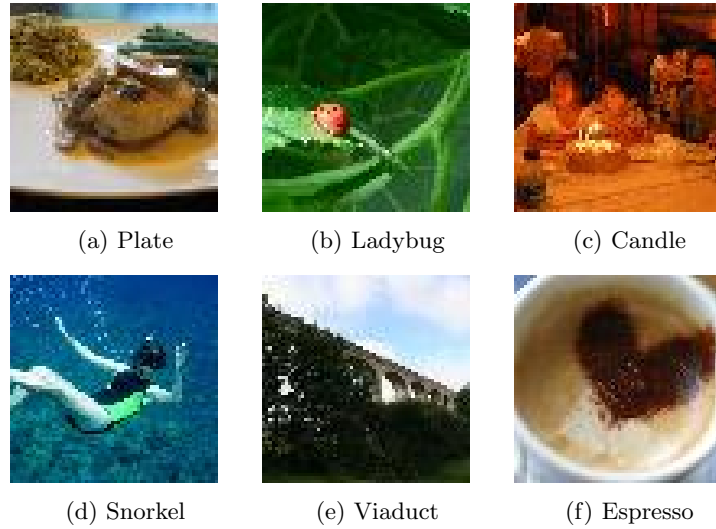 (a) Plate
(b) Ladybug
(c) Candle
(d) Snorkel
(e) Viaduct
(f) Espresso